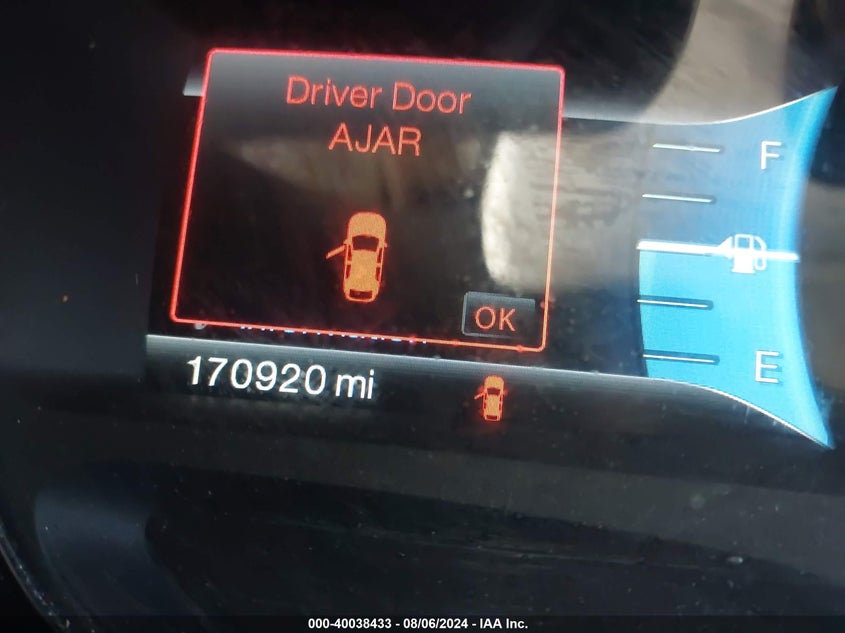 Driver Door
AJAR
OK
F
E
170920 mi
000-40038433 - 08/06/2024 - IAA Inc.